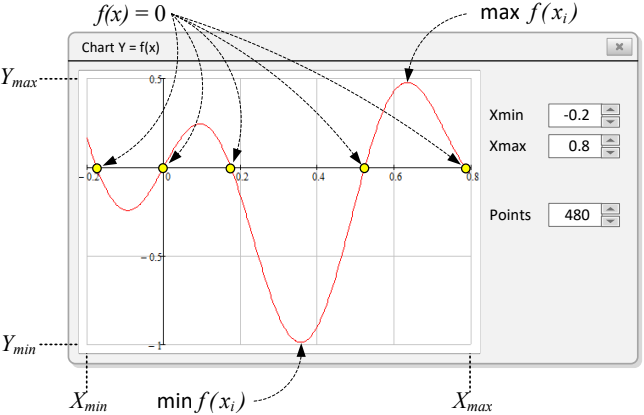 f(x) = 0
max f(xi)
Chart Y = f(x)
Ymax
0.5
Xmin -0.2
Xmax 0.8
-0.2 0 0.2 0.4 0.6 0.8
Points 480
-0.5
Ymin
-1
Xmin
min f(xi)
Xmax